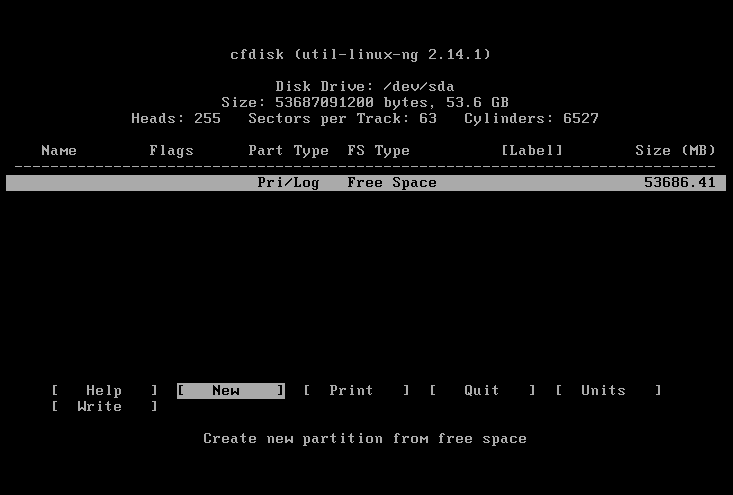 cfdisk (util-linux-ng 2.14.1)
Disk Drive: /dev/sda
Size: 53687091200 bytes, 53.6 GB
Heads: 255   Sectors per Track: 63   Cylinders: 6527
Name        Flags      Part Type  FS Type          [Label]        Size (MB)
------------------------------------------------------------------------------
Pri/Log   Free Space                       53686.41
[   Help   ]  [   New    ]  [  Print   ]  [   Quit   ]  [  Units   ]
[  Write   ]
Create new partition from free space